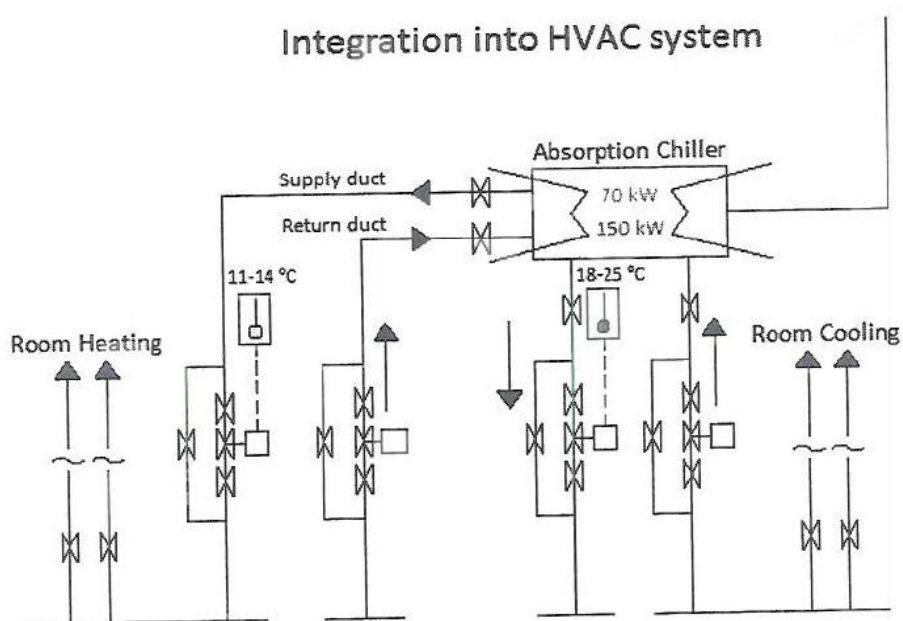 Integration into HVAC system
Absorption Chiller
Supply duct
70 kW
Return duct
150 kW
11-14 °C
18-25 °C
Room Heating
Room Cooling